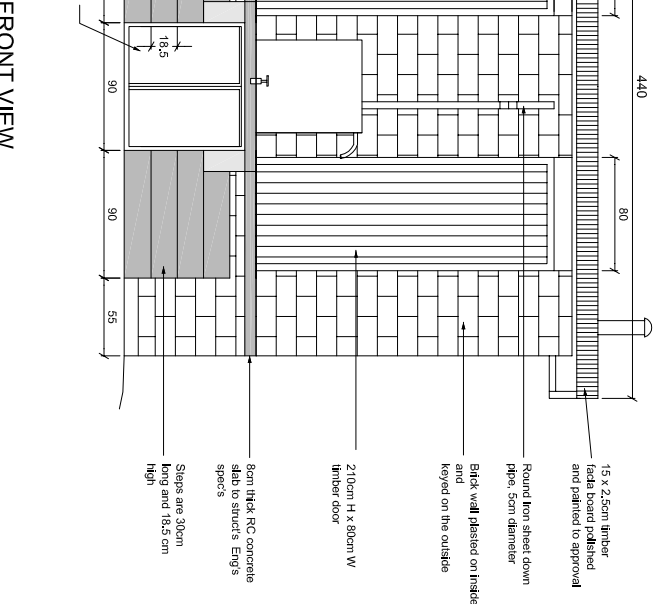 FRONT VIEW
440
80
18.5
90
90
55
15 x 2.5cm timber
facia board polished
and painted to approval
Round Iron sheet down
pipe, 5cm diameter
Brick wall plasted on inside
and
keyed on the outside
210cm H x 80cm W
timber door
8cm thick RC concrete
slab to struct's Eng's
spec's
Steps are 30cm
long and 18.5 cm
high